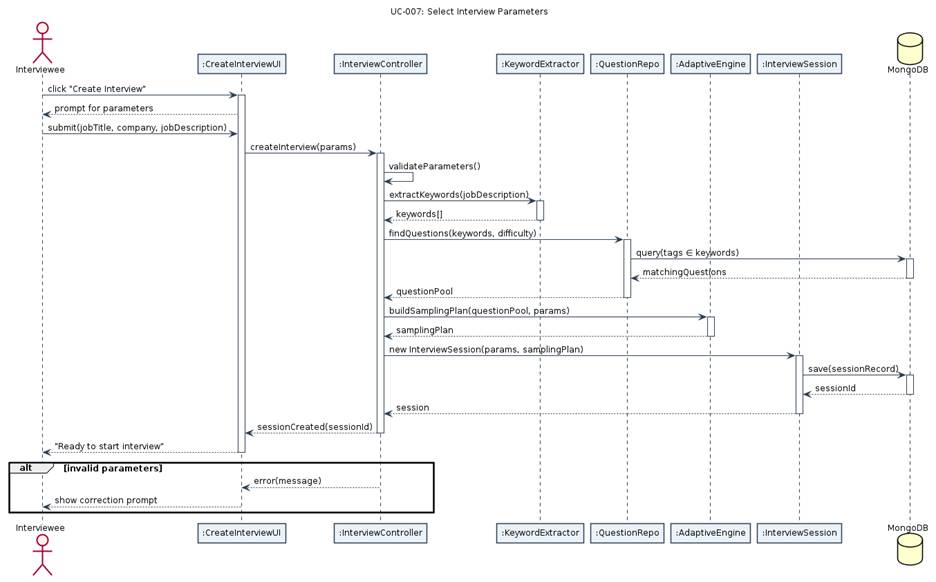 UC-007: Select Interview Parameters
Interviewee
:CreateInterviewUI
:InterviewController
:KeywordExtractor
:QuestionRepo
:AdaptiveEngine
:InterviewSession
MongoDB
click "Create Interview"
prompt for parameters
submit(jobTitle, company, jobDescription)
createInterview(params)
validateParameters()
extractKeywords(jobDescription)
keywords[]
findQuestions(keywords, difficulty)
query(tags ∈ keywords)
matchingQuestions
questionPool
buildSamplingPlan(questionPool, params)
samplingPlan
new InterviewSession(params, samplingPlan)
save(sessionRecord)
sessionId
session
sessionCreated(sessionId)
"Ready to start interview"
alt [invalid parameters]
error(message)
show correction prompt
Interviewee
:CreateInterviewUI
:InterviewController
:KeywordExtractor
:QuestionRepo
:AdaptiveEngine
:InterviewSession
MongoDB